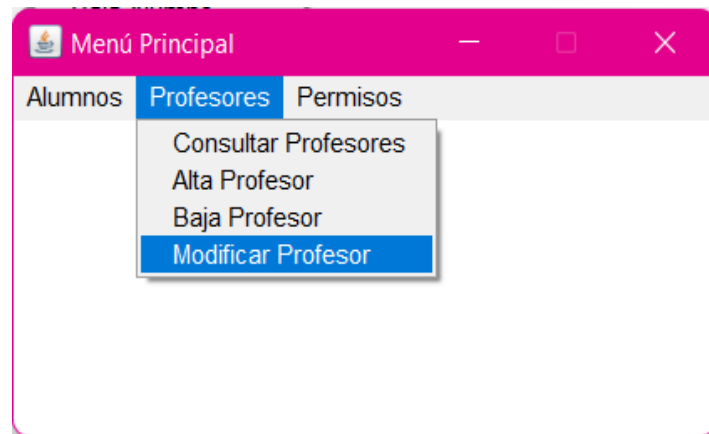 Menú Principal
Alumnos Profesores Permisos
Consultar Profesores
Alta Profesor
Baja Profesor
Modificar Profesor